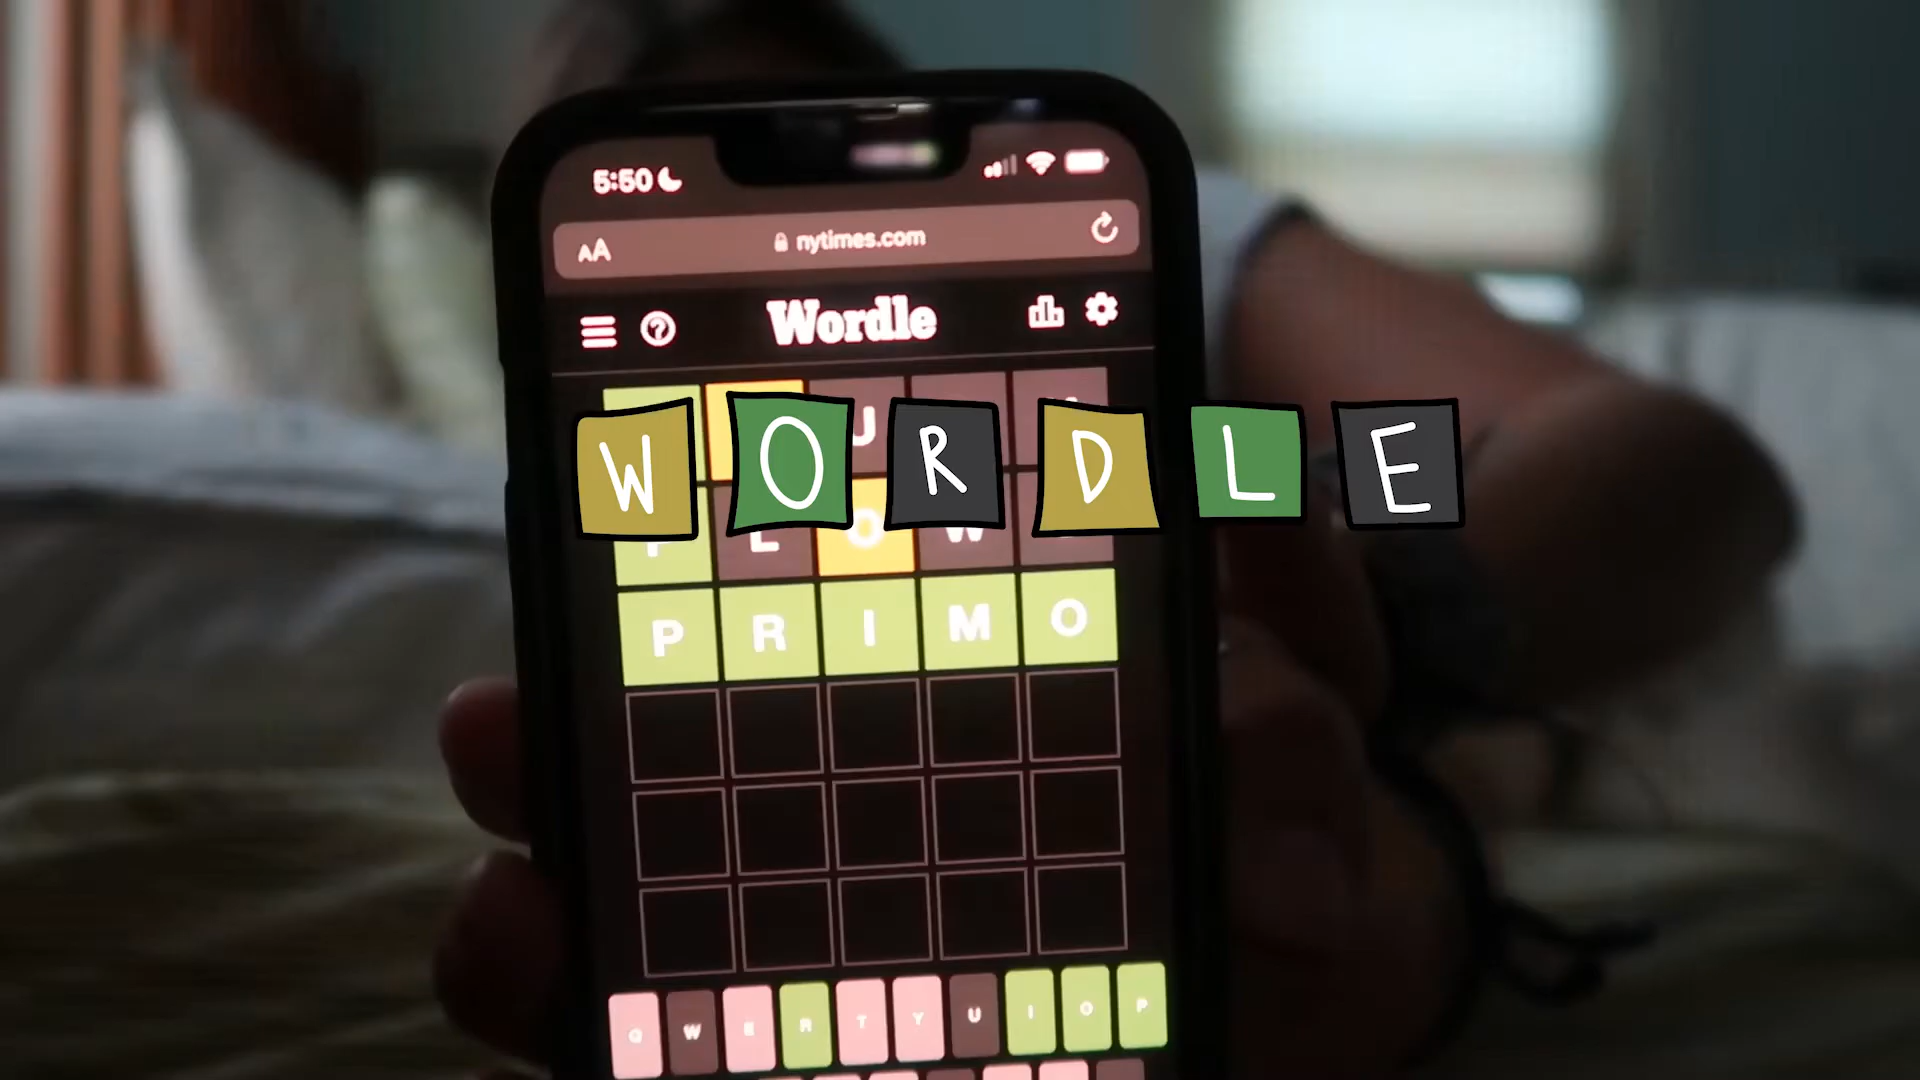 5:50
AA nytimes.com
Wordle
U
WORDLE
L O W
PRIMO
Q W E R T Y U I O P